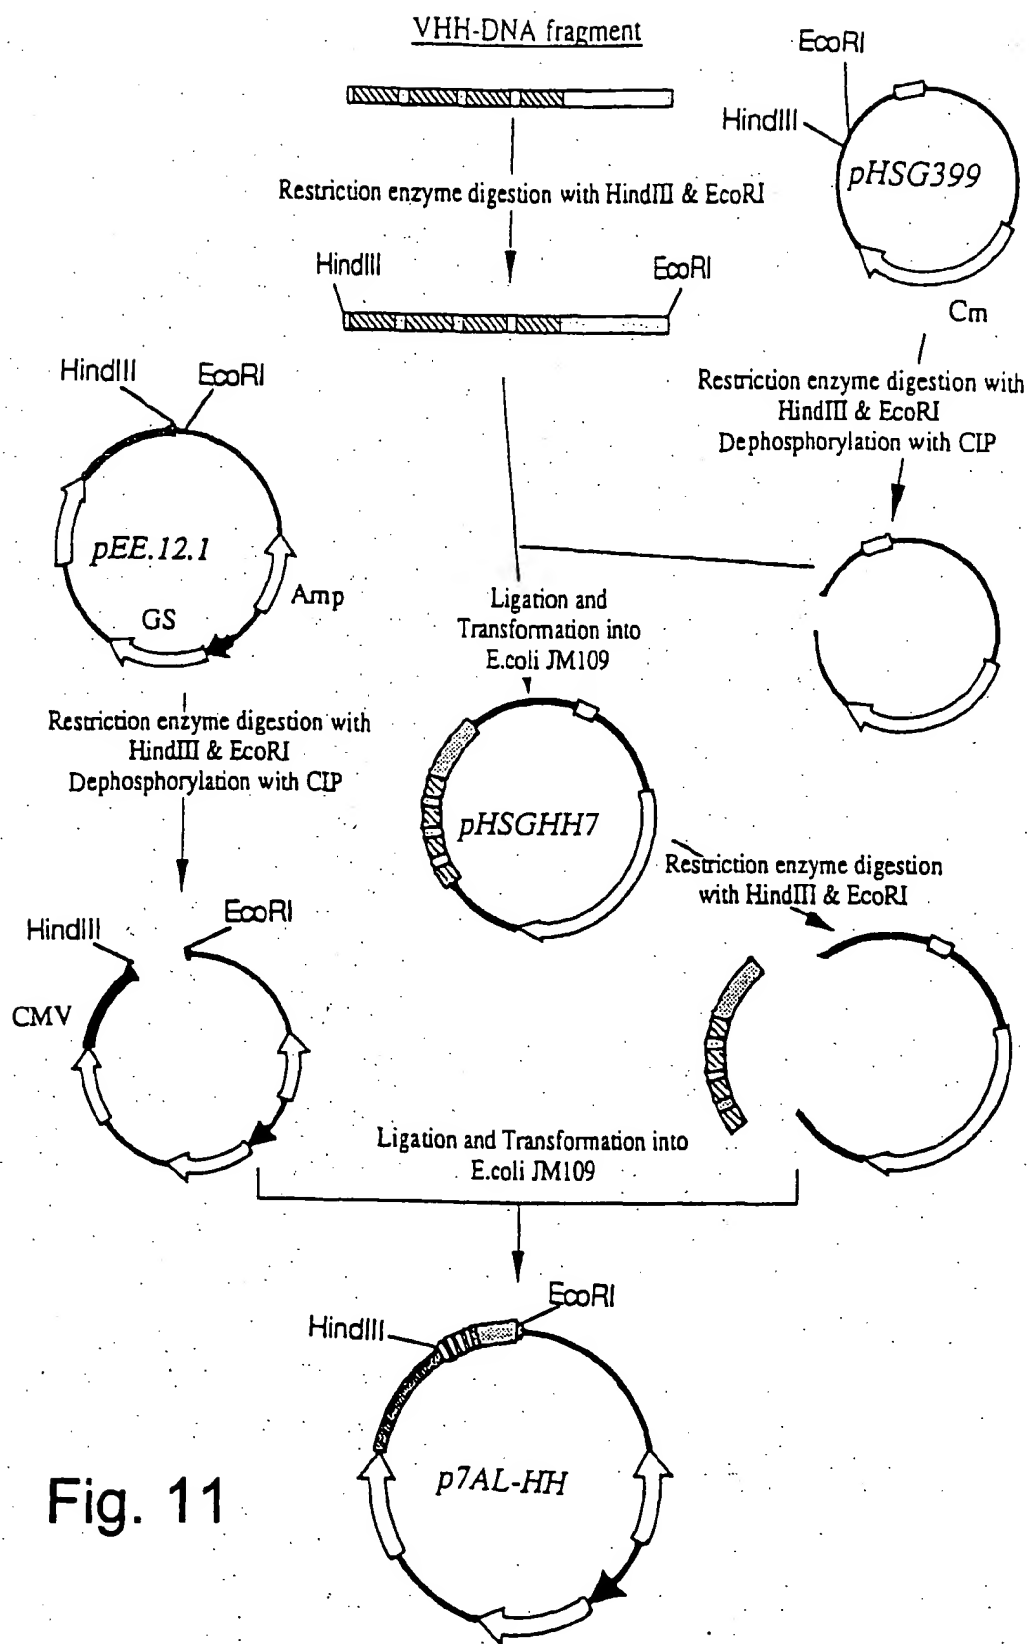 VHH-DNA fragment
EcoRI
HindIII
pHSG399
Restriction enzyme digestion with HindIII & EcoRI
HindIII
EcoRI
Cm
HindIII
EcoRI
Restriction enzyme digestion with
HindIII & EcoRI
Dephosphorylation with CIP
pEE.12.1
Amp
GS
Ligation and
Transformation into
E.coli JM109
Restriction enzyme digestion with
HindIII & EcoRI
Dephosphorylation with CIP
pHSGHH7
Restriction enzyme digestion
with HindIII & EcoRI
HindIII
EcoRI
CMV
Ligation and Transformation into
E.coli JM109
HindIII
EcoRI
p7AL-HH
Fig. 11